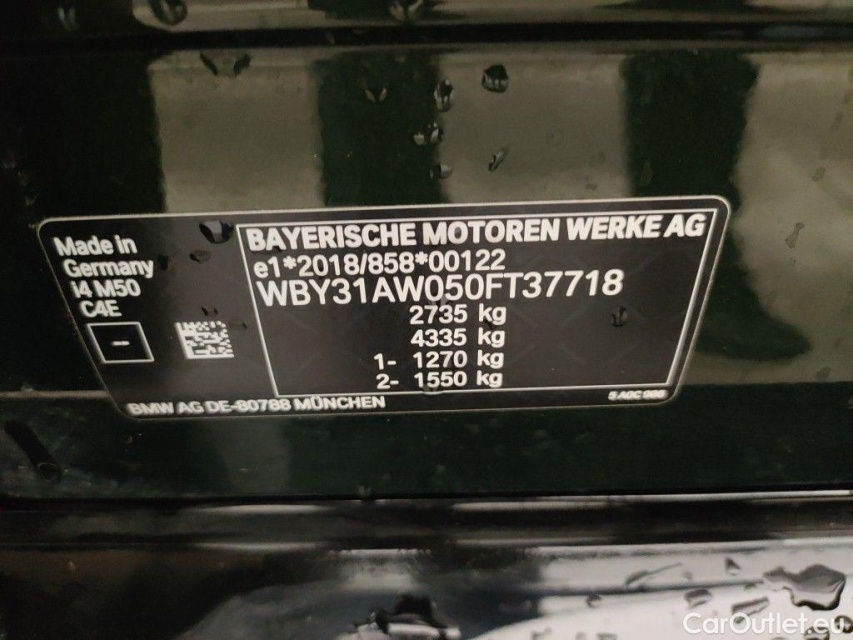 Made in
Germany
i4 M50
C4E
-
BAYERISCHE MOTOREN WERKE AG
e1*2018/858*00122
WBY31AW050FT37718
2735 kg
4335 kg
1- 1270 kg
2- 1550 kg
BMW AG DE-80788 MÜNCHEN
CarOutlet.eu